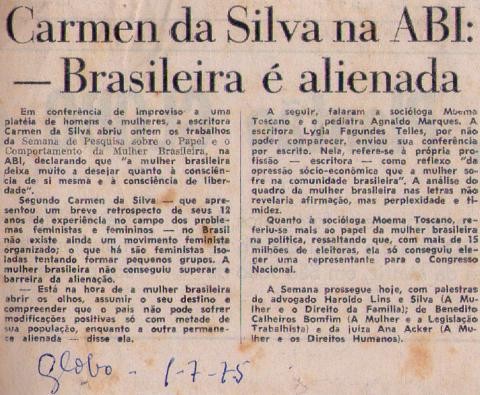 Carmen da Silva na ABI:
— Brasileira é alienada
Em conferência de improviso a uma
platéia de homens e mulheres, a escritora
Carmen da Silva abriu ontem os trabalhos
da Semana de Pesquisa sobre o Papel e o
Comportamento da Mulher Brasileira, na
ABI, declarando que "a mulher brasileira
deixa muito a desejar quanto à consciên-
cia de si mesma e à consciência de liber-
dade".
Segundo Carmen da Silva — que apre-
sentou um breve retrospecto de seus 12
anos de experiência no campo dos proble-
mas feministas e femininos — no Brasil
não existe ainda um movimento feminista
organizado; o que há são feministas iso-
ladas tentando formar pequenos grupos. A
mulher brasileira não conseguiu superar a
barreira da alienação.
— Está na hora de a mulher brasileira
abrir os olhos, assumir o seu destino e
compreender que o país não pode sofrer
modificações positivas só com metade de
sua população, enquanto a outra permane-
ce alienada — disse ela.
A seguir, falaram a socióloga Moema
Toscano e o pediatra Agnaldo Marques. A
escritora Lygia Fagundes Telles, por não
poder comparecer, enviou sua conferência
por escrito. Nela, refere-se à própria pro-
fissão — escritora — como reflexo "da
opressão sócio-econômica que a mulher so-
fre na comunidade brasileira". A análise do
quadro da mulher brasileira nas letras não
revelaria afirmação, mas perplexidade e ti-
midez.
Quanto à socióloga Moema Toscano, re-
feriu-se mais ao papel da mulher brasileira
na política, ressaltando que, com mais de 15
milhões de eleitoras, ela só conseguiu ele-
ger uma representante para o Congresso
Nacional.
A Semana prossegue hoje, com palestras
do advogado Haroldo Lins e Silva (A Mu-
lher e o Direito da Família); de Benedito
Calheiros Bomfim (A Mulher e a Legislação
Trabalhista) e da juíza Ana Acker (A Mu-
lher e os Direitos Humanos).
Globo - 1-7-75